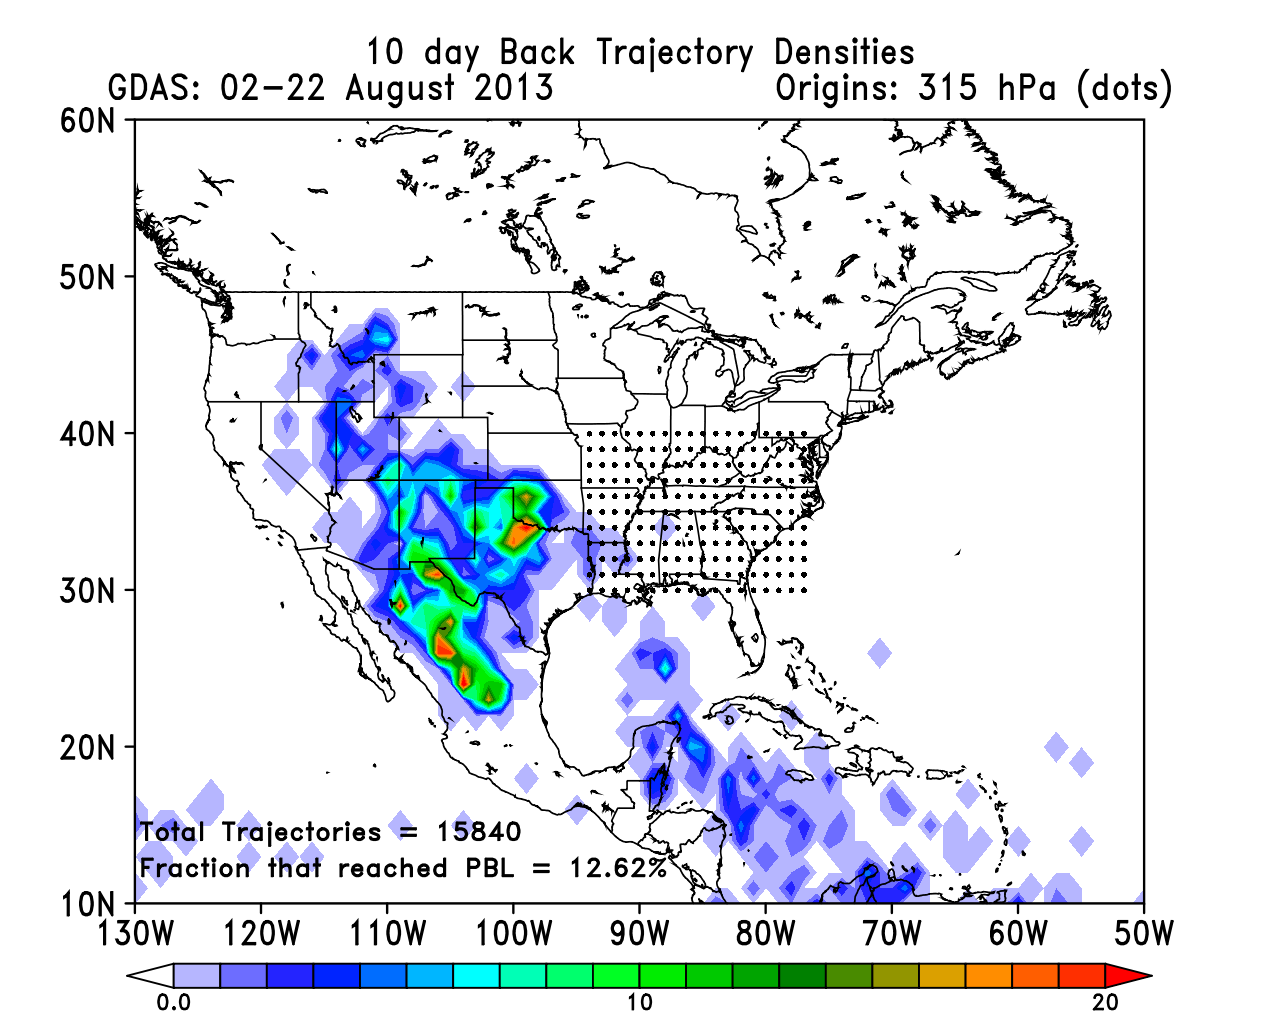 10 day Back Trajectory Densities
GDAS: 02-22 August 2013 Origins: 315 hPa (dots)
60N
50N
40N
30N
20N
Total Trajectories = 15840
Fraction that reached PBL = 12.62%
10N
130W 120W 110W 100W 90W 80W 70W 60W 50W
0.0 10 20